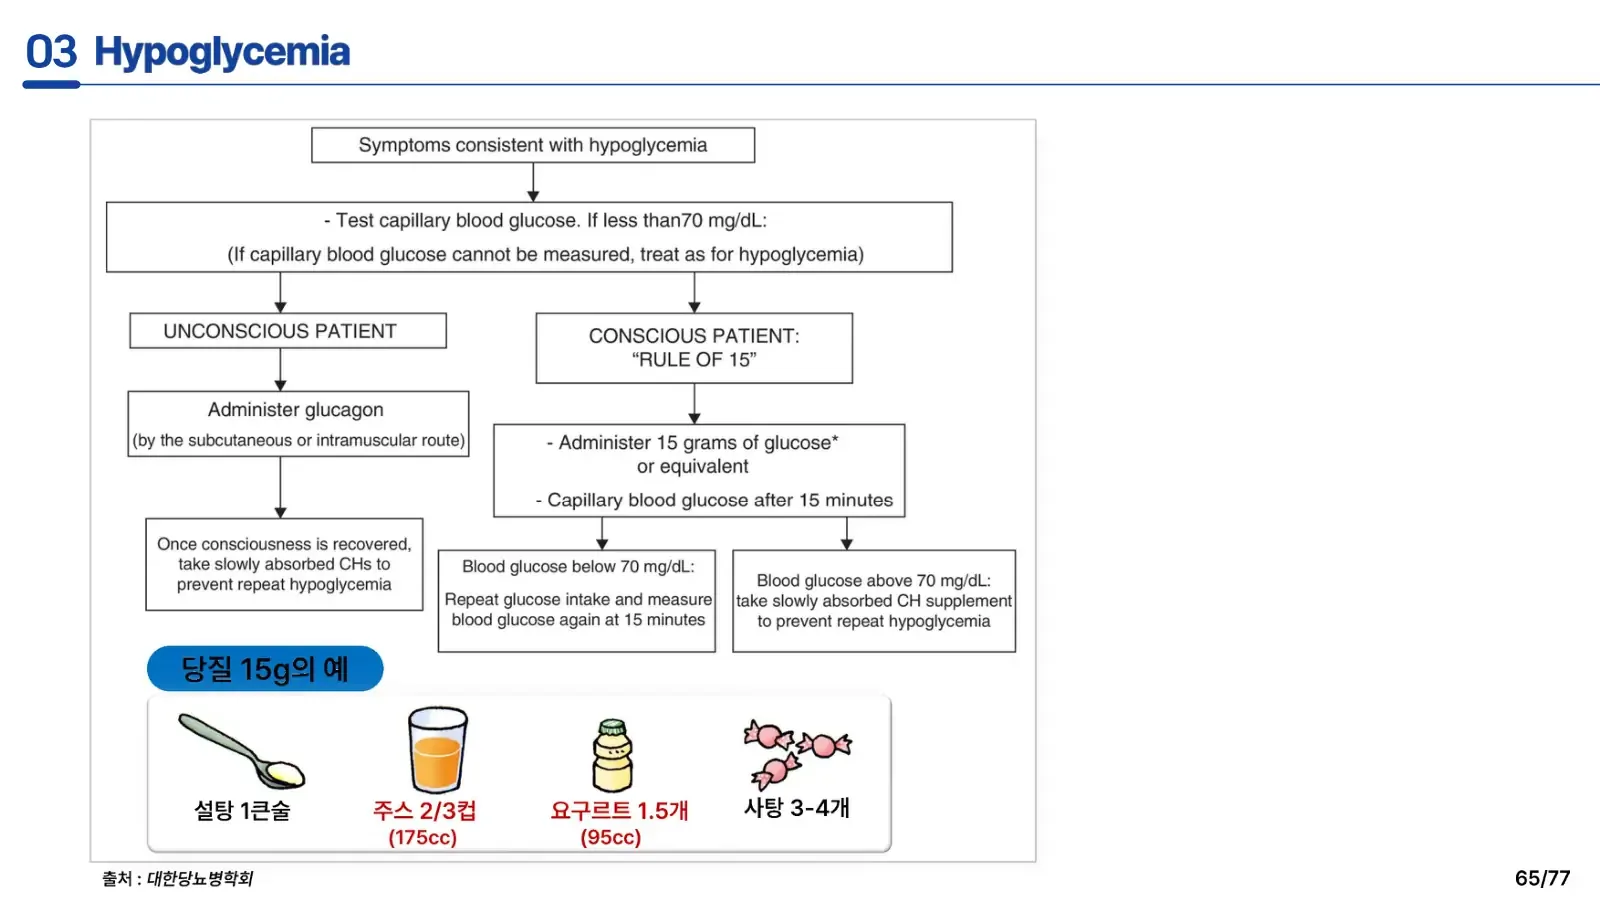 03 Hypoglycemia
Symptoms consistent with hypoglycemia
- Test capillary blood glucose. If less than70 mg/dL:
(If capillary blood glucose cannot be measured, treat as for hypoglycemia)
UNCONSCIOUS PATIENT
Administer glucagon
(by the subcutaneous or intramuscular route)
Once consciousness is recovered,
take slowly absorbed CHs to
prevent repeat hypoglycemia
CONSCIOUS PATIENT:
“RULE OF 15”
- Administer 15 grams of glucose*
or equivalent
- Capillary blood glucose after 15 minutes
Blood glucose below 70 mg/dL:
Repeat glucose intake and measure
blood glucose again at 15 minutes
Blood glucose above 70 mg/dL:
take slowly absorbed CH supplement
to prevent repeat hypoglycemia
당질 15g의 예
설탕 1큰술
주스 2/3컵
(175cc)
요구르트 1.5개
(95cc)
사탕 3-4개
출처 : 대한당뇨병학회
65/77